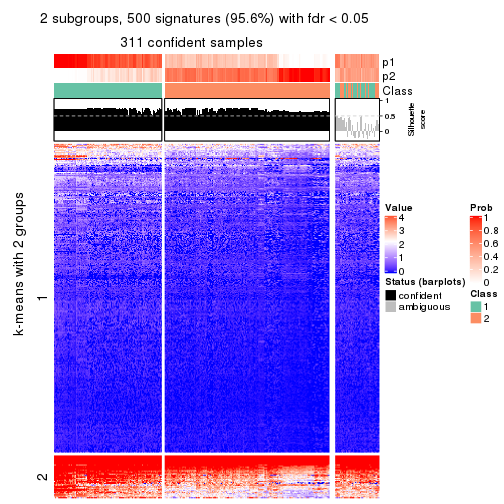 2 subgroups, 500 signatures (95.6%) with fdr < 0.05
311 confident samples
p1
p2
Class
1
0.5
0
Silhouette
score
k-means with 2 groups
1
2
Value
4
3
2
1
0
Status (barplots)
confident
ambiguous
Prob
1
0.8
0.6
0.4
0.2
0
Class
1
2